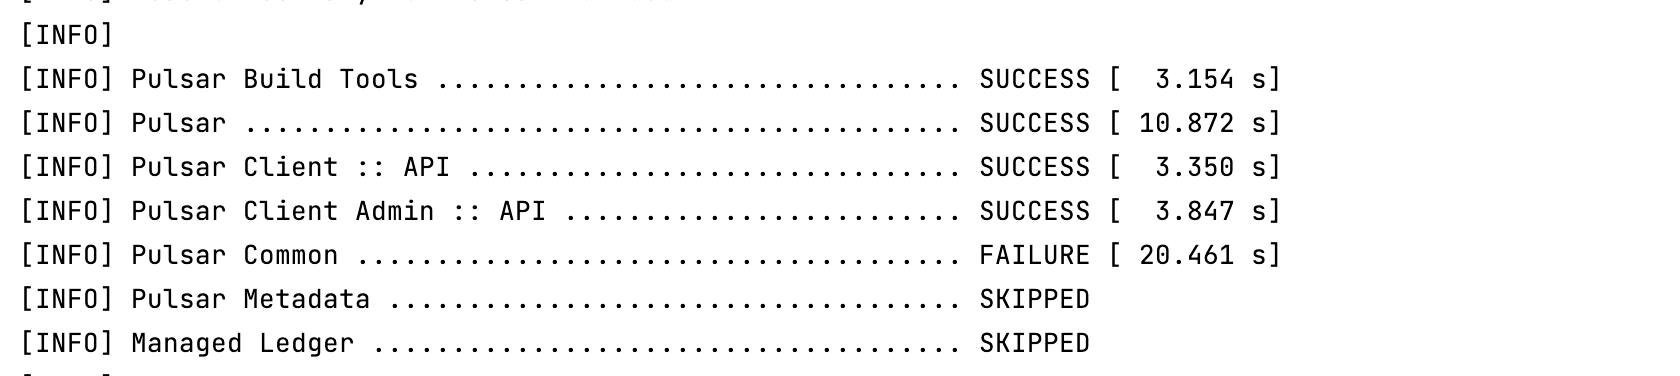 [INFO]
[INFO] Pulsar Build Tools ................................. SUCCESS [  3.154 s]
[INFO] Pulsar ............................................. SUCCESS [ 10.872 s]
[INFO] Pulsar Client :: API ............................... SUCCESS [  3.350 s]
[INFO] Pulsar Client Admin :: API ......................... SUCCESS [  3.847 s]
[INFO] Pulsar Common ...................................... FAILURE [ 20.461 s]
[INFO] Pulsar Metadata .................................... SKIPPED
[INFO] Managed Ledger ..................................... SKIPPED